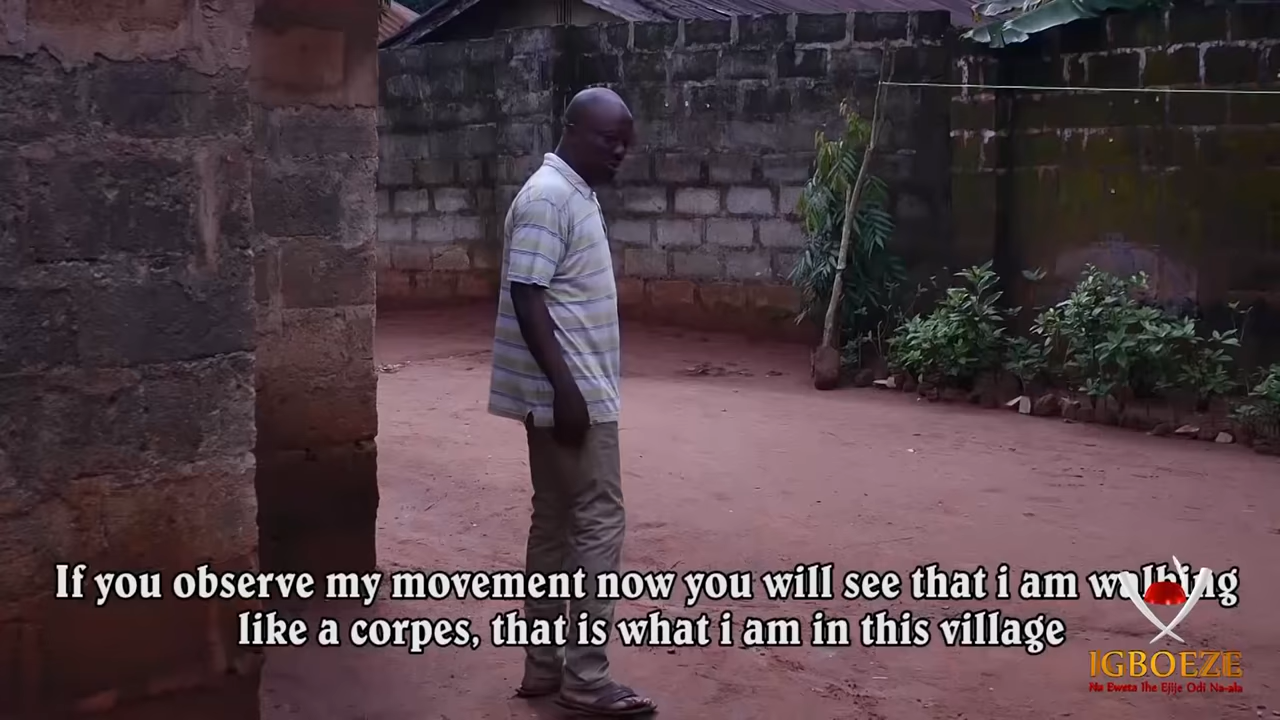 If you observe my movement now you will see that i am walking
like a corpes, that is what i am in this village
IGBOEZE
Na Eweta Ihe Ejije Odi Na-ala